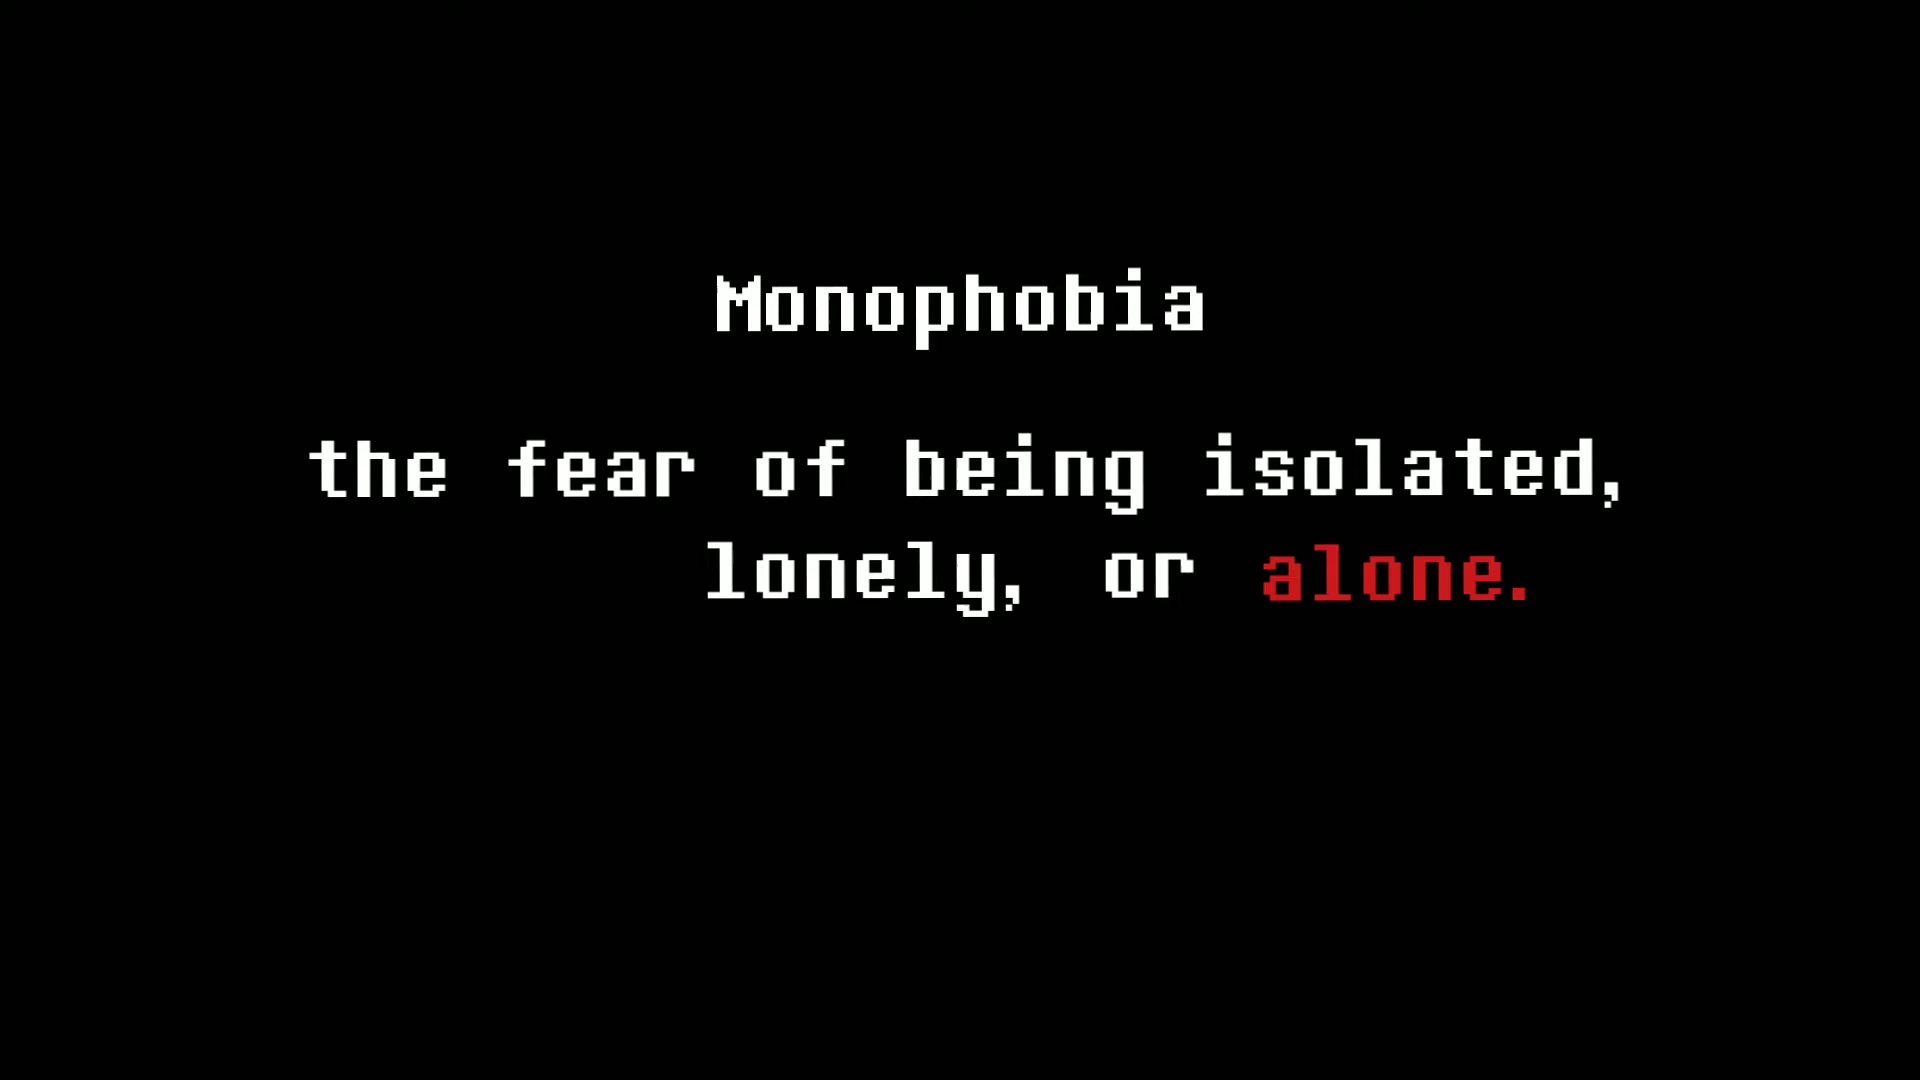 Monophobia
the fear of being isolated,
lonely, or alone.